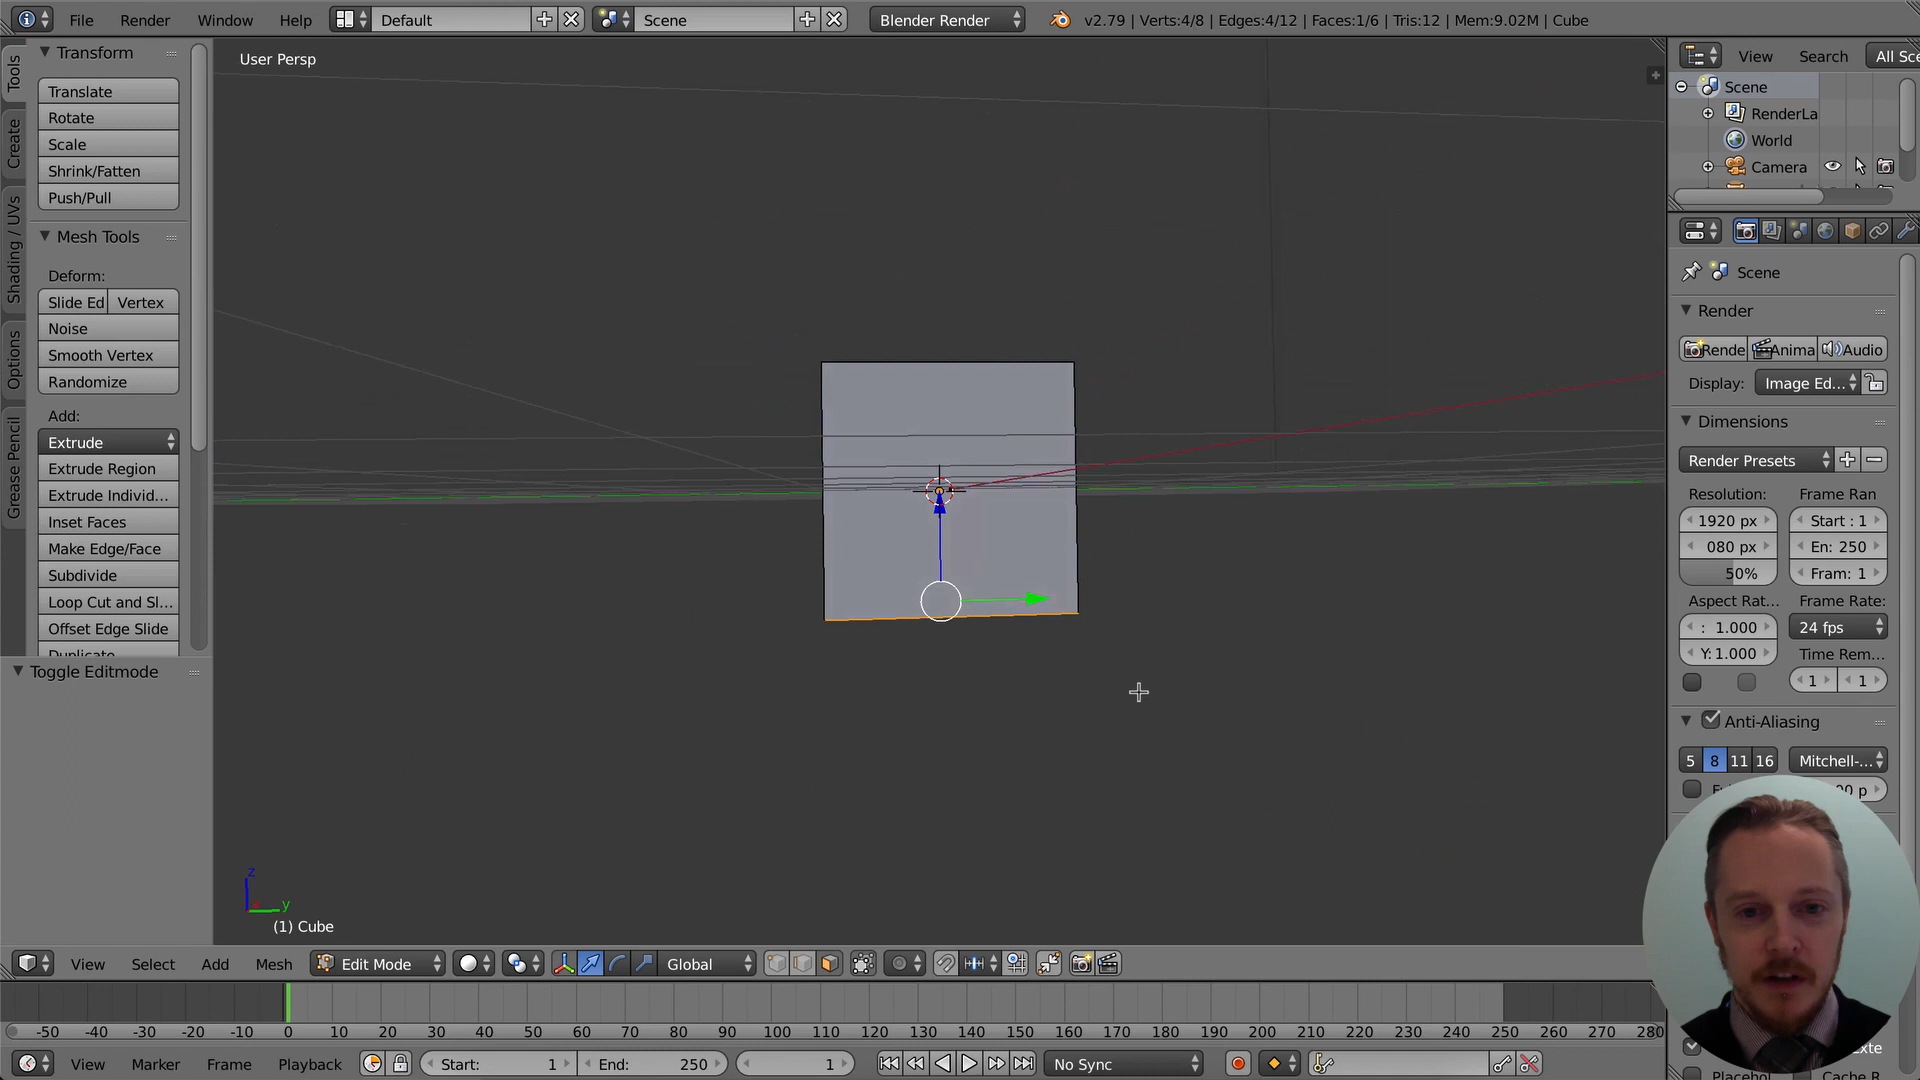 File Render Window Help Default Scene Blender Render v2.79 | Verts:4/8 | Edges:4/12 | Faces:1/6 | Tris:12 | Mem:9.02M | Cube
Tools
Create
Shading / UVs
Options
Grease Pencil
Transform
Translate
Rotate
Scale
Shrink/Fatten
Push/Pull
Mesh Tools
Deform:
Slide Ed Vertex
Noise
Smooth Vertex
Randomize
Add:
Extrude
Extrude Region
Extrude Individ...
Inset Faces
Make Edge/Face
Subdivide
Loop Cut and Sl...
Offset Edge Slide
Duplicate
Toggle Editmode
User Persp
z
y
(1) Cube
View Search All Sce
Scene
RenderLa
World
Camera
Scene
Render
Rende Anima Audio
Display: Image Ed...
Dimensions
Render Presets
Resolution: Frame Ran
1920 px Start : 1
080 px En: 250
50% Fram: 1
Aspect Rat... Frame Rate:
: 1.000 24 fps
Y: 1.000 Time Rem...
1 1
Anti-Aliasing
5 8 11 16 Mitchell-...
View Select Add Mesh Edit Mode Global
-50 -40 -30 -20 -10 0 10 20 30 40 50 60 70 80 90 100 110 120 130 140 150 160 170 180 190 200 210 220 230 240 250 260 270 280
View Marker Frame Playback Start: 1 End: 250 1 No Sync
Cache R